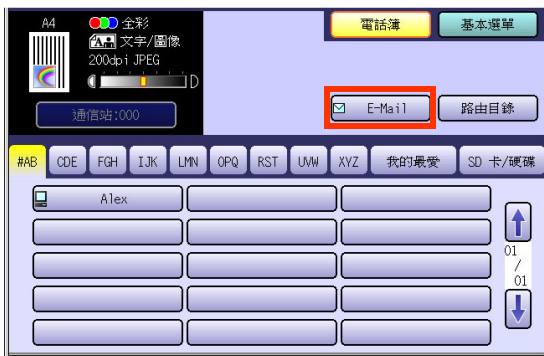 A4 全彩
A文 文字/圖像
200dpi JPEG
D
通信站:000
電話簿 基本選單
E-Mail 路由目錄
#AB CDE FGH IJK LMN OPQ RST UVW XYZ 我的最愛 SD 卡/硬碟
Alex
01
/
01